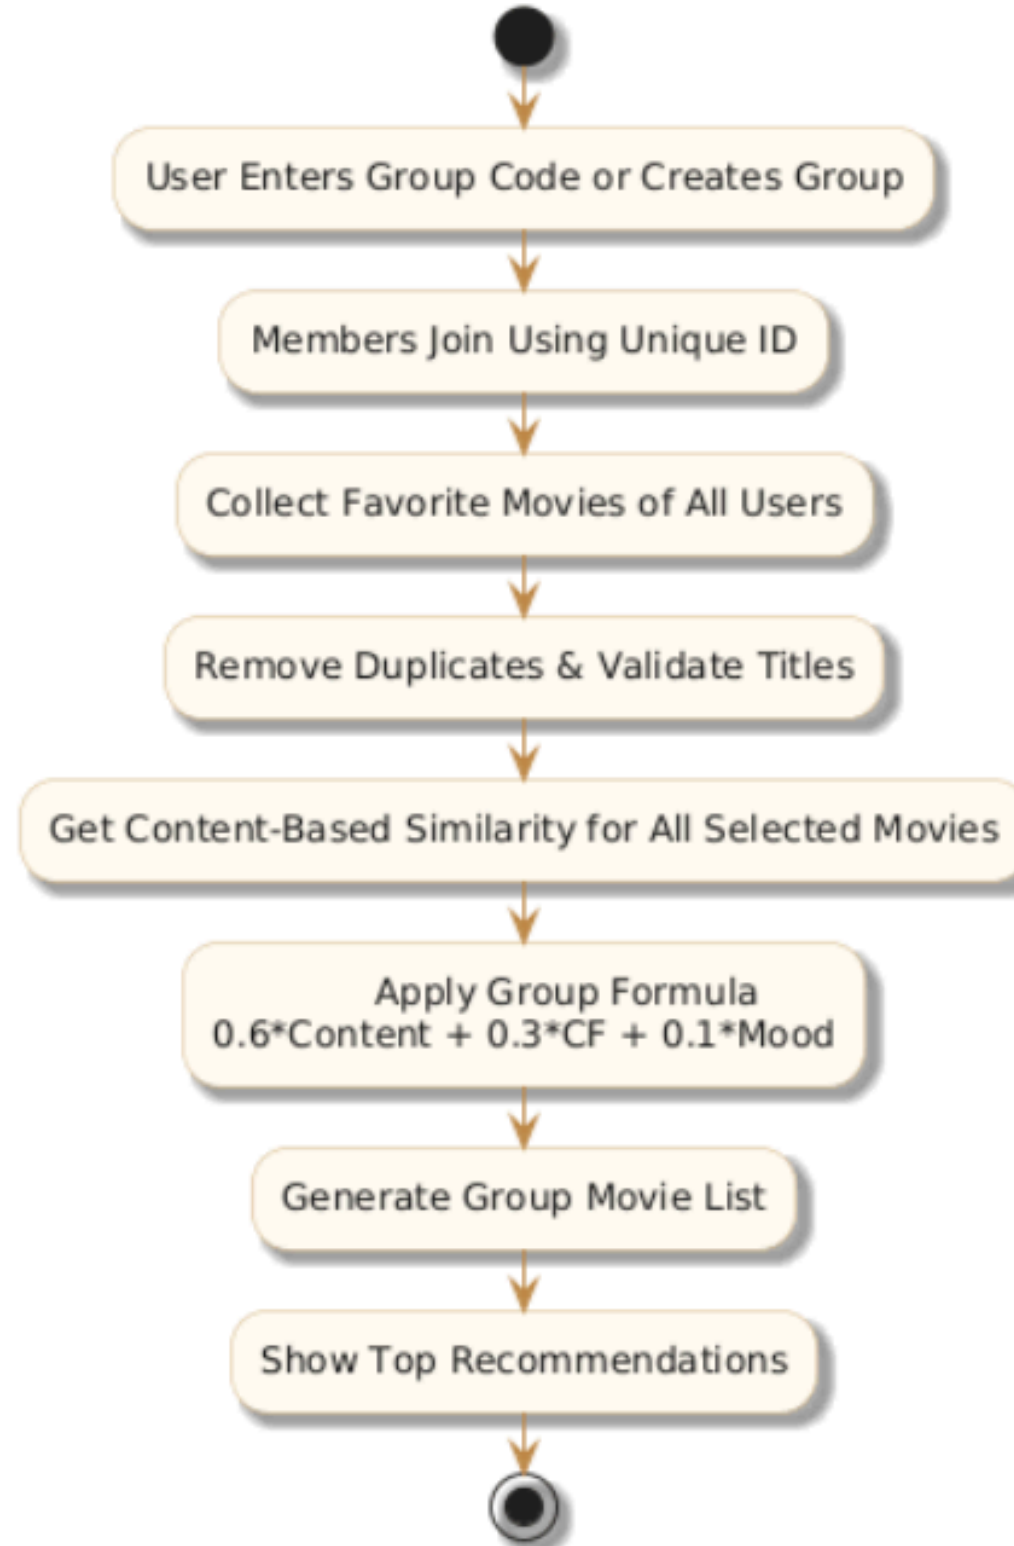 User Enters Group Code or Creates Group
Members Join Using Unique ID
Collect Favorite Movies of All Users
Remove Duplicates & Validate Titles
Get Content-Based Similarity for All Selected Movies
Apply Group Formula
0.6*Content + 0.3*CF + 0.1*Mood
Generate Group Movie List
Show Top Recommendations